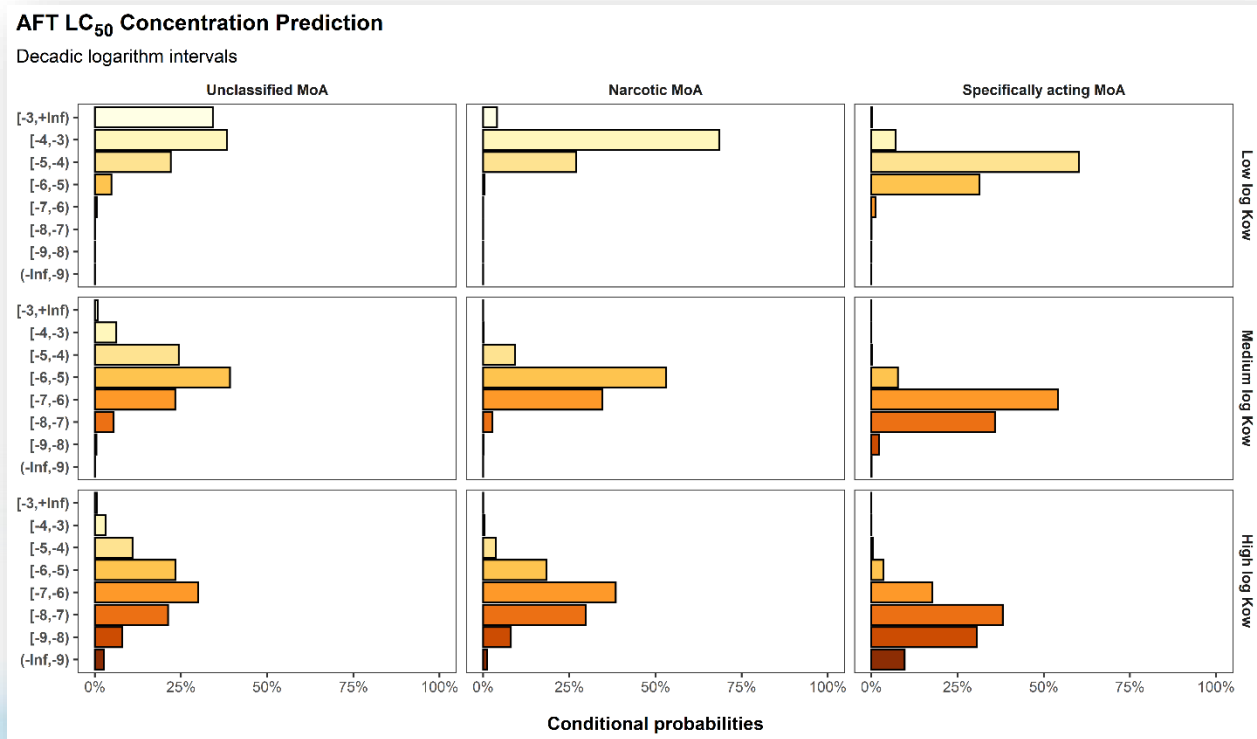 AFT LC50 Concentration Prediction
Decadic logarithm intervals
Unclassified MoA
Narcotic MoA
Specifically acting MoA
[-3,+Inf)
[-4,-3)
[-5,-4)
[-6,-5)
[-7,-6)
[-8,-7)
[-9,-8)
(-Inf,-9)
Low log Kow
[-3,+Inf)
[-4,-3)
[-5,-4)
[-6,-5)
[-7,-6)
[-8,-7)
[-9,-8)
(-Inf,-9)
Medium log Kow
[-3,+Inf)
[-4,-3)
[-5,-4)
[-6,-5)
[-7,-6)
[-8,-7)
[-9,-8)
(-Inf,-9)
High log Kow
0% 25% 50% 75% 100% 0% 25% 50% 75% 100% 0% 25% 50% 75% 100%
Conditional probabilities